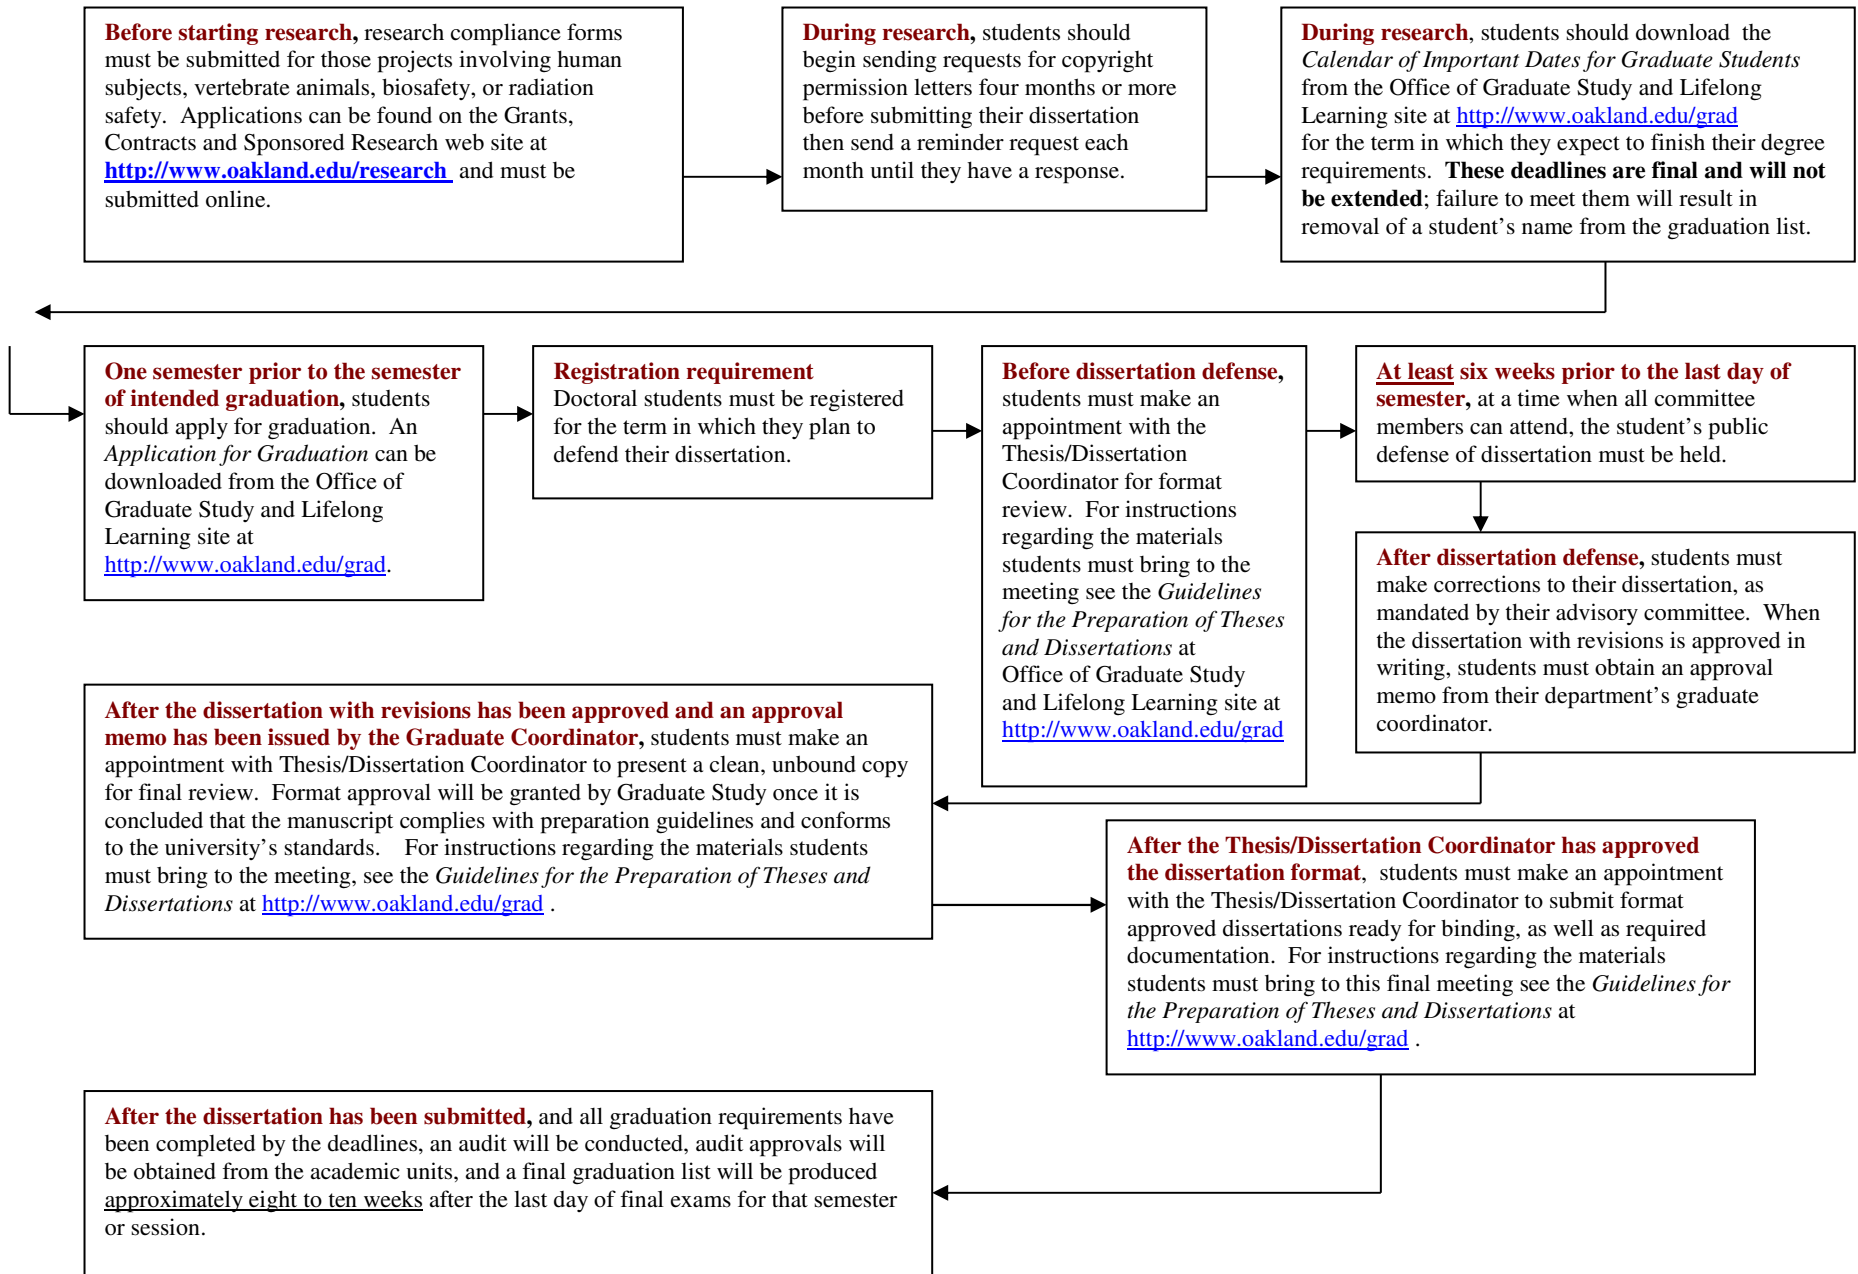 Before starting research, research compliance forms
must be submitted for those projects involving human
subjects, vertebrate animals, biosafety, or radiation
safety.  Applications can be found on the Grants,
Contracts and Sponsored Research web site at
http://www.oakland.edu/research  and must be
submitted online.
During research, students should
begin sending requests for copyright
permission letters four months or more
before submitting their dissertation
then send a reminder request each
month until they have a response.
During research, students should download  the
Calendar of Important Dates for Graduate Students
from the Office of Graduate Study and Lifelong
Learning site at http://www.oakland.edu/grad
for the term in which they expect to finish their degree
requirements.  These deadlines are final and will not
be extended; failure to meet them will result in
removal of a student’s name from the graduation list.
One semester prior to the semester
of intended graduation, students
should apply for graduation.  An
Application for Graduation can be
downloaded from the Office of
Graduate Study and Lifelong
Learning site at
http://www.oakland.edu/grad.
Registration requirement
Doctoral students must be registered
for the term in which they plan to
defend their dissertation.
Before dissertation defense,
students must make an
appointment with the
Thesis/Dissertation
Coordinator for format
review.  For instructions
regarding the materials
students must bring to the
meeting see the Guidelines
for the Preparation of Theses
and Dissertations at
Office of Graduate Study
and Lifelong Learning site at
http://www.oakland.edu/grad
At least six weeks prior to the last day of
semester, at a time when all committee
members can attend, the student’s public
defense of dissertation must be held.
After dissertation defense, students must
make corrections to their dissertation, as
mandated by their advisory committee.  When
the dissertation with revisions is approved in
writing, students must obtain an approval
memo from their department’s graduate
coordinator.
After the dissertation with revisions has been approved and an approval
memo has been issued by the Graduate Coordinator, students must make an
appointment with Thesis/Dissertation Coordinator to present a clean, unbound copy
for final review.  Format approval will be granted by Graduate Study once it is
concluded that the manuscript complies with preparation guidelines and conforms
to the university’s standards.    For instructions regarding the materials students
must bring to the meeting, see the Guidelines for the Preparation of Theses and
Dissertations at http://www.oakland.edu/grad .
After the Thesis/Dissertation Coordinator has approved
the dissertation format,  students must make an appointment
with the Thesis/Dissertation Coordinator to submit format
approved dissertations ready for binding, as well as required
documentation.  For instructions regarding the materials
students must bring to this final meeting see the Guidelines for
the Preparation of Theses and Dissertations at
http://www.oakland.edu/grad .
After the dissertation has been submitted, and all graduation requirements have
been completed by the deadlines, an audit will be conducted, audit approvals will
be obtained from the academic units, and a final graduation list will be produced
approximately eight to ten weeks after the last day of final exams for that semester
or session.